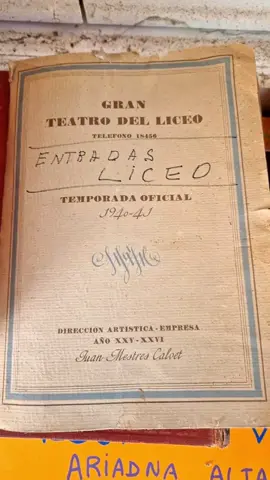 GRAN
TEATRO DEL LICEO
TELEFONO 18456
ENTRADAS
LICEO
TEMPORADA OFICIAL
1940-41
DIRECCION ARTISTICA - EMPRESA
AÑO XXV-XXVI
Juan Mestres Calvet
ARIADNA ALTA